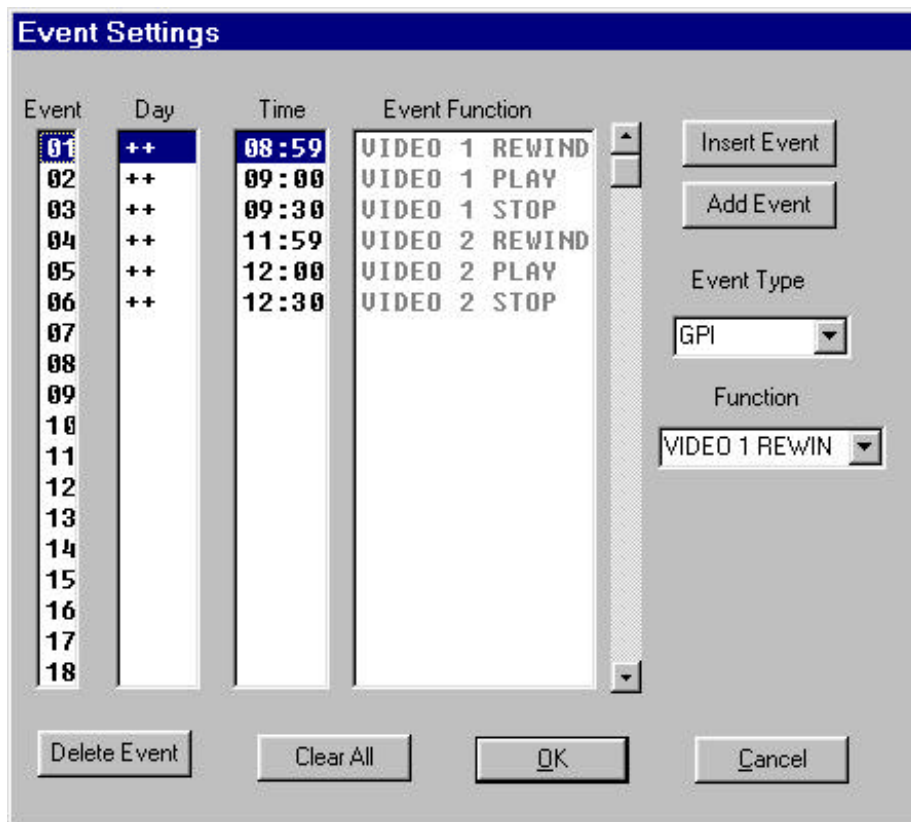 Event Settings
Event Day Time Event Function
01 ++ 08:59 VIDEO 1 REWIND
02 ++ 09:00 VIDEO 1 PLAY
03 ++ 09:30 VIDEO 1 STOP
04 ++ 11:59 VIDEO 2 REWIND
05 ++ 12:00 VIDEO 2 PLAY
06 ++ 12:30 VIDEO 2 STOP
07
08
09
10
11
12
13
14
15
16
17
18
Insert Event
Add Event
Event Type
GPI
Function
VIDEO 1 REWIN
Delete Event
Clear All
OK
Cancel